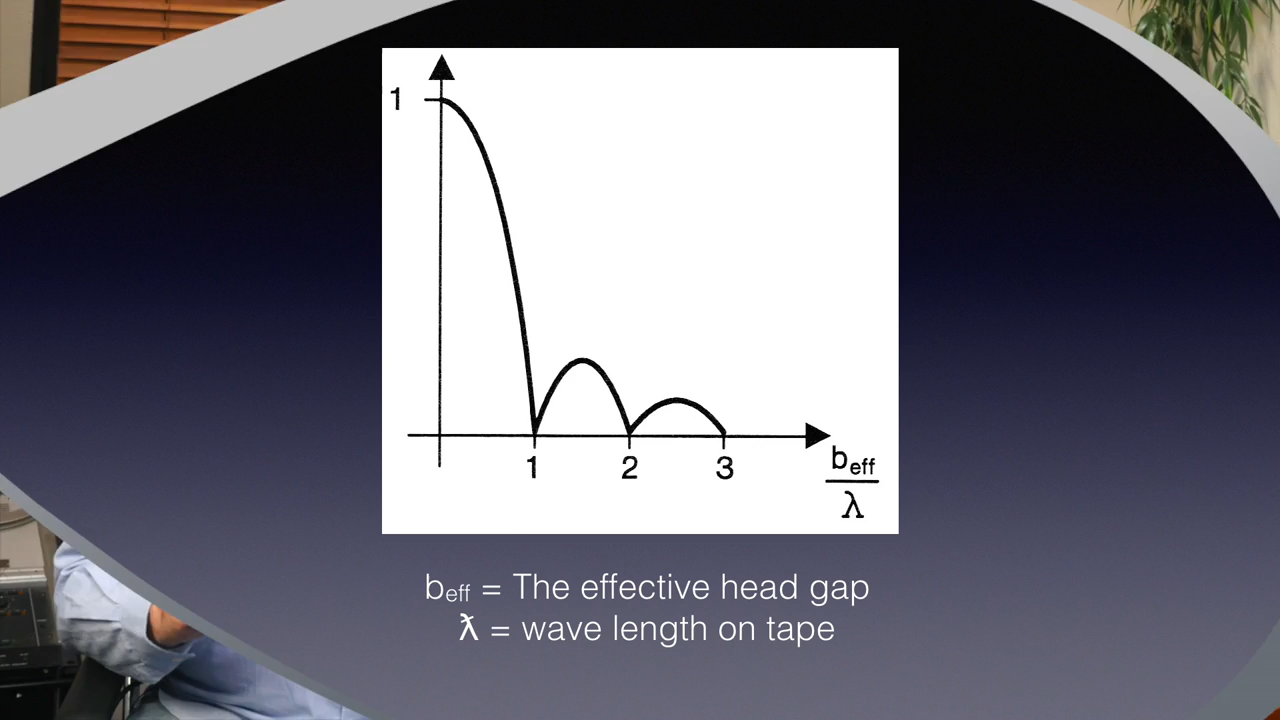 1
1 2 3
b_eff
λ
b_eff = The effective head gap
ƛ = wave length on tape